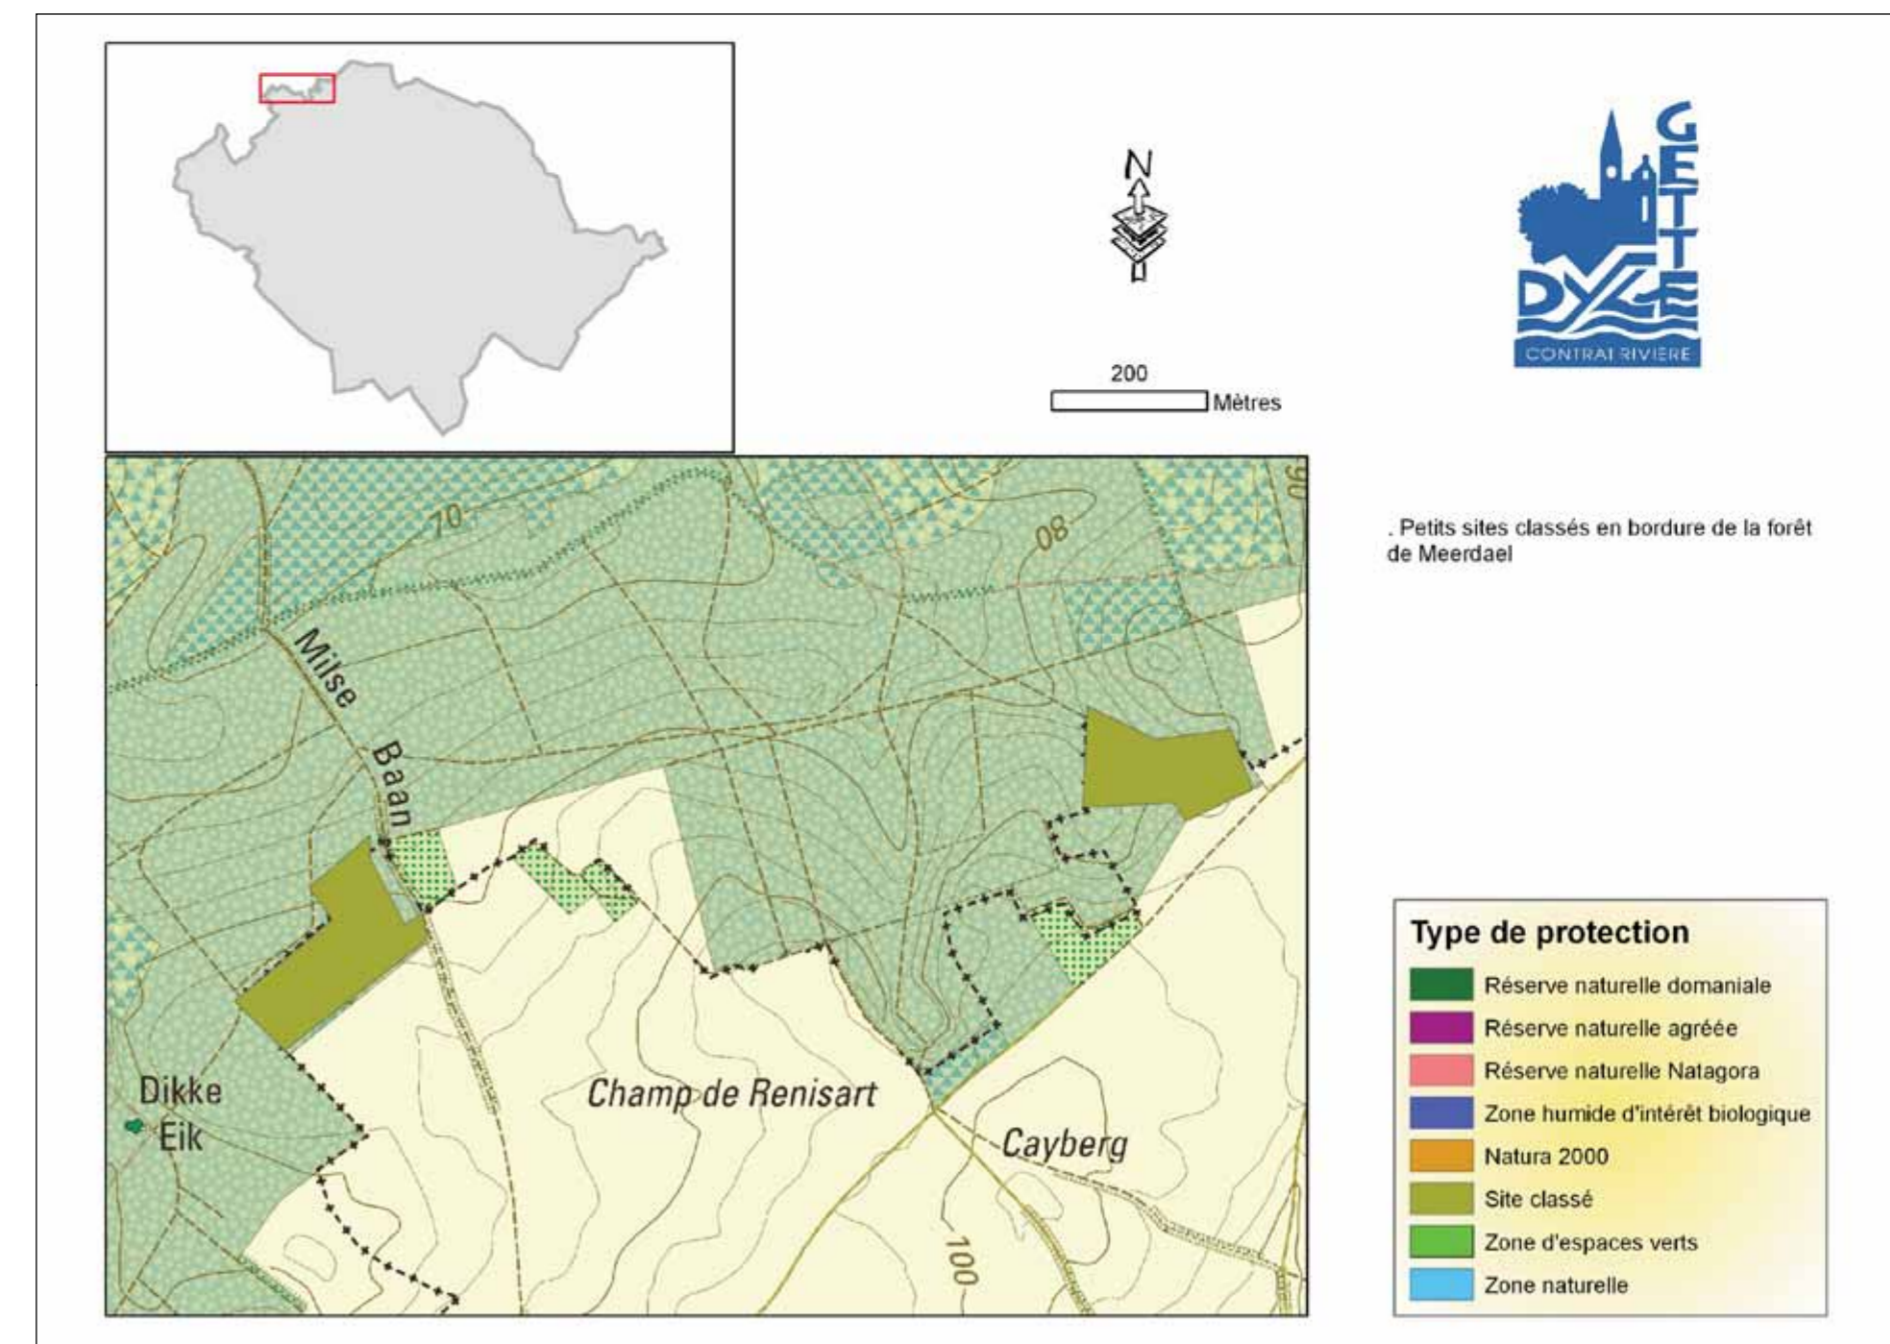 N
200
Mètres
GETTE
DYLE
CONTRAT RIVIÈRE
. Petits sites classés en bordure de la forêt
de Meerdael
70
80
90
Milse
Baan
Dikke
Eik
Champ de Renisart
Cayberg
100
Type de protection
Réserve naturelle domaniale
Réserve naturelle agréée
Réserve naturelle Natagora
Zone humide d'intérêt biologique
Natura 2000
Site classé
Zone d'espaces verts
Zone naturelle